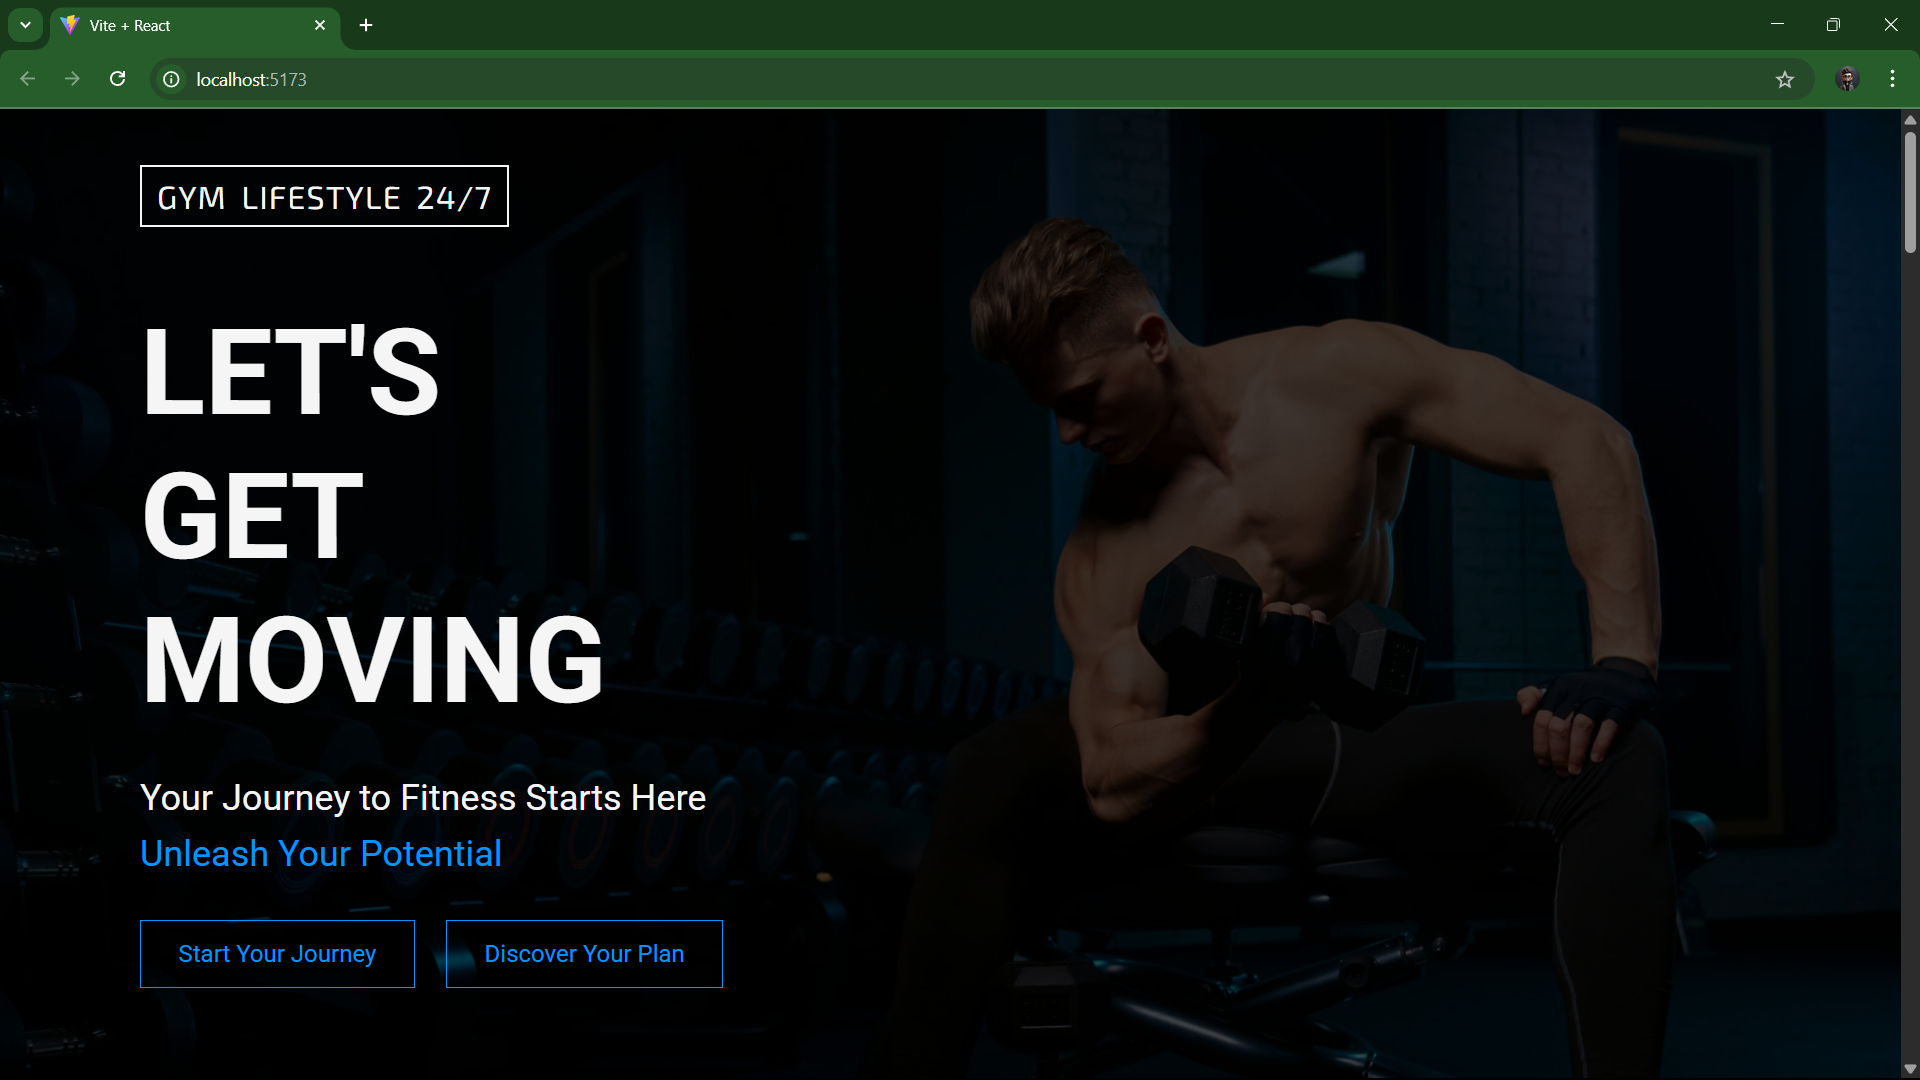 Vite + React
localhost:5173
GYM LIFESTYLE 24/7
LET'S
GET
MOVING
Your Journey to Fitness Starts Here
Unleash Your Potential
Start Your Journey
Discover Your Plan